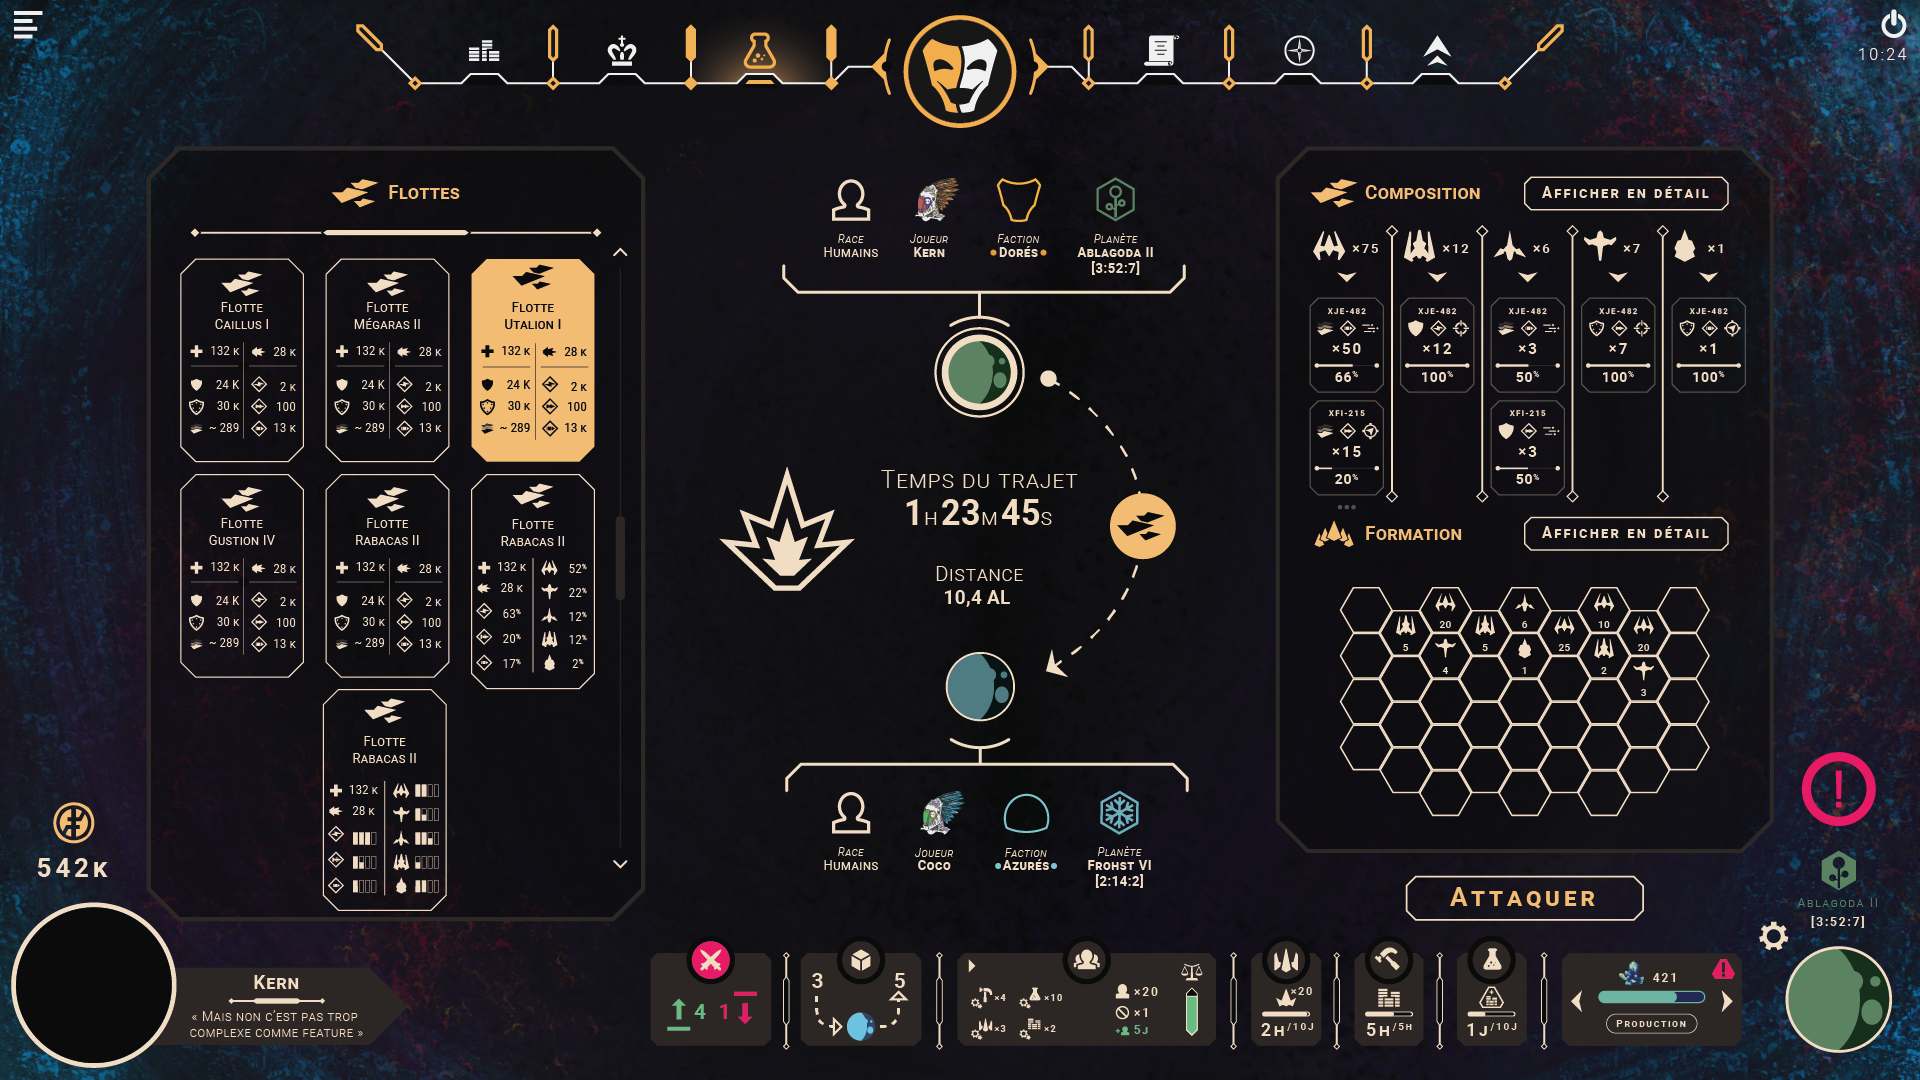 10:24
Flottes
Flotte
Caillus I
132 K
28 K
24 K
2 K
30 K
100
~ 289
13 K
Flotte
Mégaras II
132 K
28 K
24 K
2 K
30 K
100
~ 289
13 K
Flotte
Utalion I
132 K
28 K
24 K
2 K
30 K
100
~ 289
13 K
Flotte
Gustion IV
132 K
28 K
24 K
2 K
30 K
100
~ 289
13 K
Flotte
Rabacas II
132 K
28 K
24 K
2 K
30 K
100
~ 289
13 K
Flotte
Rabacas II
132 K
52%
28 K
22%
63%
12%
20%
12%
17%
2%
Flotte
Rabacas II
132 K
28 K
Race
Humains
Joueur
Kern
Faction
Dorés
Planète
Ablagoda II
[3:52:7]
Temps du trajet
1H 23M 45S
Distance
10,4 AL
Race
Humains
Joueur
Coco
Faction
Azurés
Planète
Frohst VI
[2:14:2]
Composition
Afficher en détail
×75
×12
×6
×7
×1
XJE-482
×50
66%
XJE-482
×12
100%
XJE-482
×3
50%
XJE-482
×7
100%
XJE-482
×1
100%
XFI-215
×15
20%
XFI-215
×3
50%
Formation
Afficher en détail
20
6
10
5
5
25
20
4
1
2
3
Attaquer
542K
Kern
« Mais non c'est pas trop
complexe comme feature »
4
1
3
5
×4
×10
×3
×2
×20
×1
5J
×20
2H/10J
5H/5H
1J/10J
421
Production
Ablagoda II
[3:52:7]